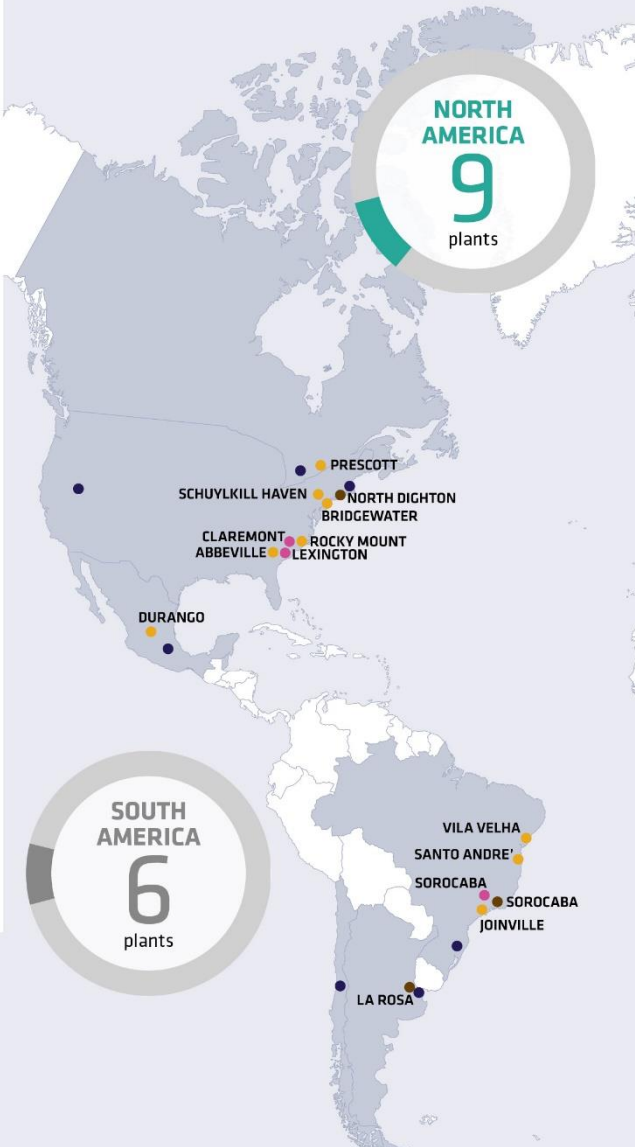 NORTH
AMERICA
9
plants
PRESCOTT
SCHUYLKILL HAVEN
NORTH DIGHTON
BRIDGEWATER
CLAREMONT
ROCKY MOUNT
ABBEVILLE
LEXINGTON
DURANGO
SOUTH
AMERICA
6
plants
VILA VELHA
SANTO ANDRE'
SOROCABA
SOROCABA
JOINVILLE
LA ROSA